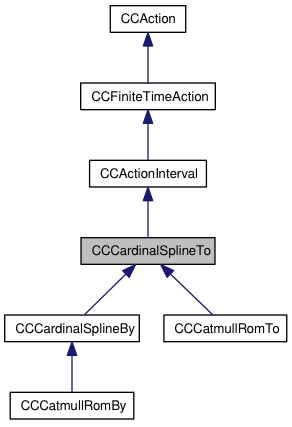 CCAction
CCFiniteTimeAction
CCActionInterval
CCCardinalSplineTo
CCCardinalSplineBy
CCCatmullRomTo
CCCatmullRomBy